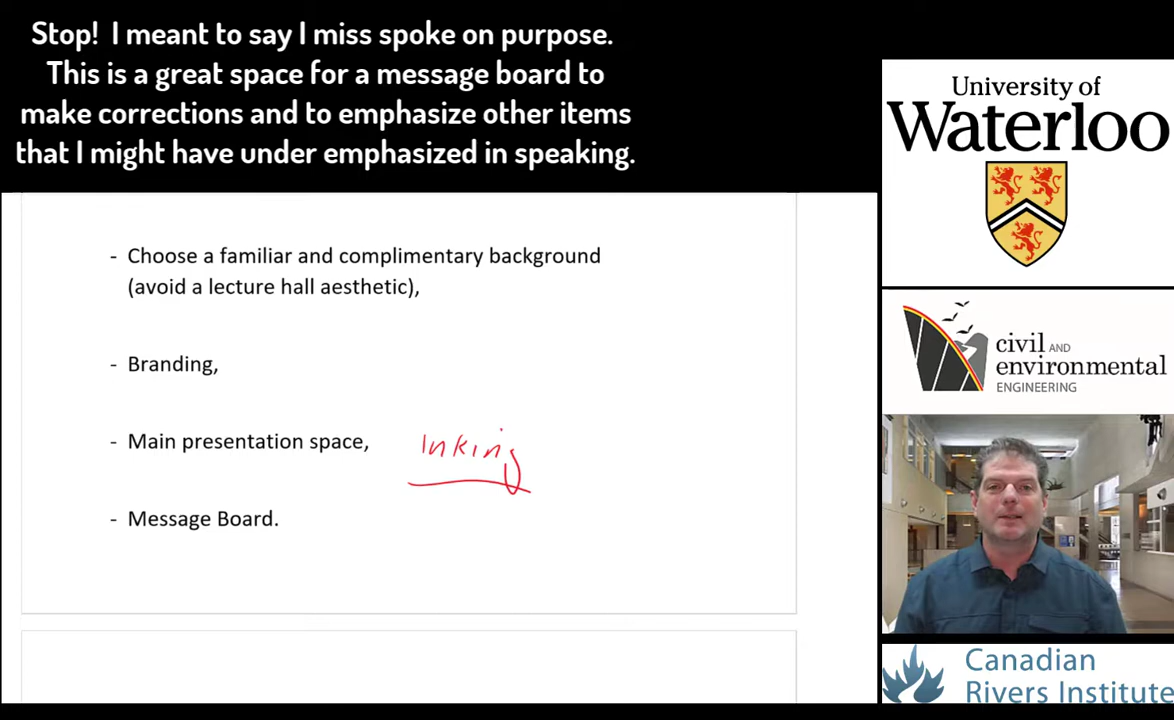 Stop!  I meant to say I miss spoke on purpose.
This is a great space for a message board to
make corrections and to emphasize other items
that I might have under emphasized in speaking.
- Choose a familiar and complimentary background
(avoid a lecture hall aesthetic),
- Branding,
- Main presentation space,
Inking
- Message Board.
University of
Waterloo
civil AND
environmental
ENGINEERING
Canadian
Rivers Institute